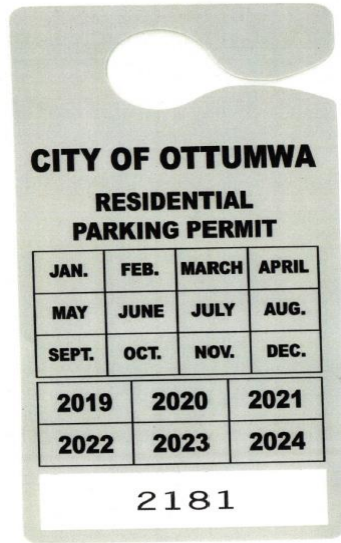 CITY OF OTTUMWA
RESIDENTIAL
PARKING PERMIT
JAN. FEB. MARCH APRIL
MAY JUNE JULY AUG.
SEPT. OCT. NOV. DEC.
2019 2020 2021
2022 2023 2024
2181